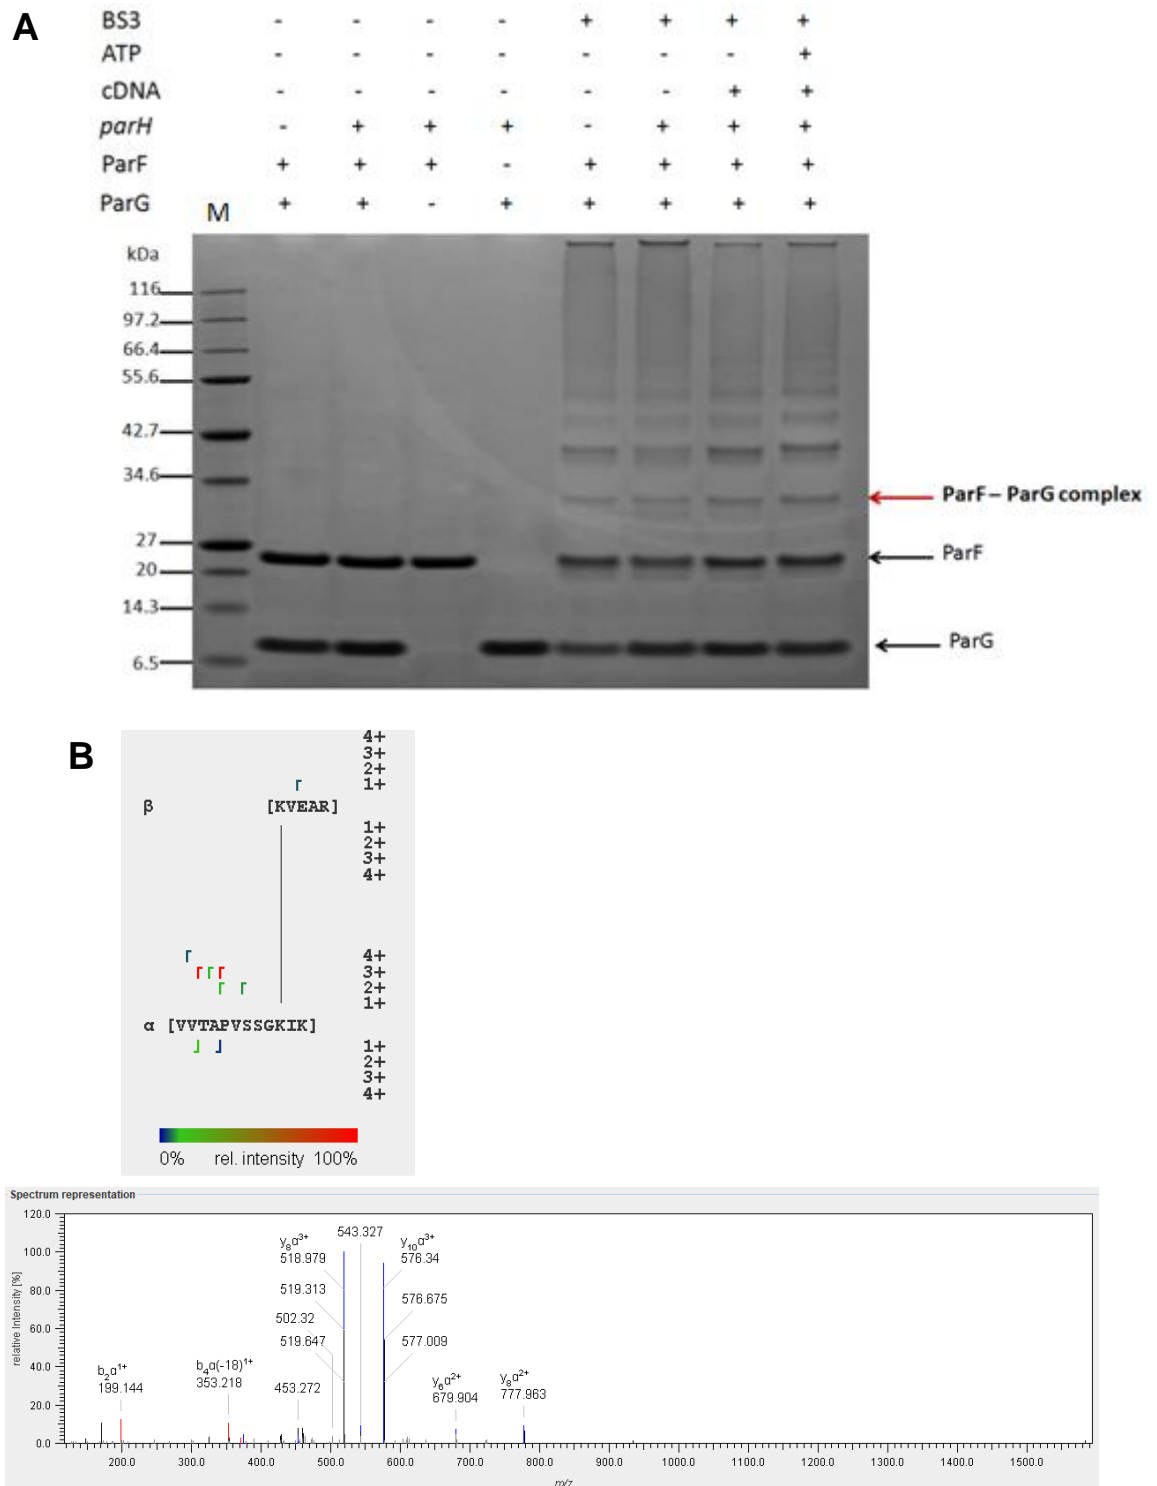 A
BS3 - - - - + + + +
ATP - - - - - - - +
cDNA - - - - - - + +
parH - + + + - + + +
ParF + + + - + + + +
ParG + + - + + + + +
M
kDa
116
97.2
66.4
55.6
42.7
34.6
ParF – ParG complex
27
ParF
20
14.3
ParG
6.5
B
4+
3+
2+
1+
β [KVEAR]
1+
2+
3+
4+
4+
3+
2+
1+
α [VVTAPVSSGKIK]
1+
2+
3+
4+
0% rel. intensity 100%
Spectrum representation
relative Intensity [%]
120.0
100.0
80.0
60.0
40.0
20.0
0.0
b₂α¹⁺
199.144
b₄α(-18)¹⁺
353.218
453.272
y₈α³⁺
518.979
519.313
502.32
519.647
543.327
y₁₀α³⁺
576.34
576.675
577.009
y₆α²⁺
679.904
y₈α²⁺
777.963
200.0 300.0 400.0 500.0 600.0 700.0 800.0 900.0 1000.0 1100.0 1200.0 1300.0 1400.0 1500.0
m/z